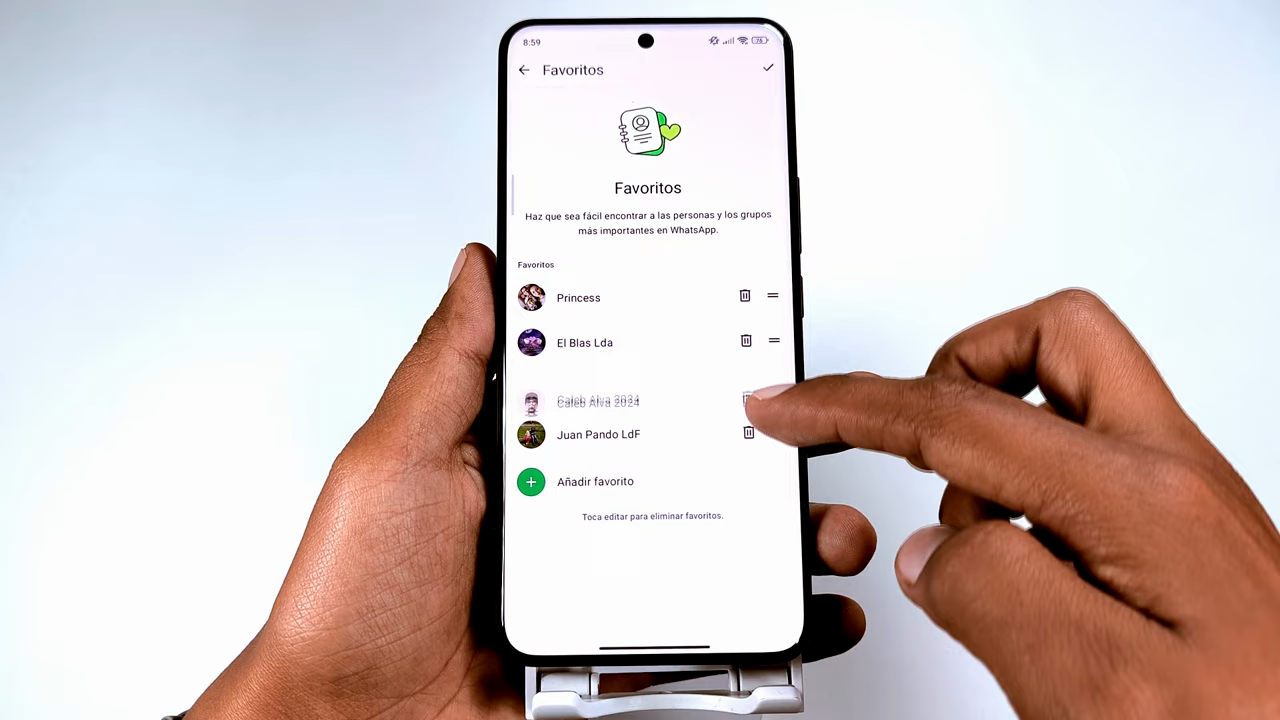 8:59
76
Favoritos
Favoritos
Haz que sea fácil encontrar a las personas y los grupos
más importantes en WhatsApp.
Favoritos
Princess
El Blas Lda
Caleb Alva 2024
Juan Pando LdF
Añadir favorito
Toca editar para eliminar favoritos.